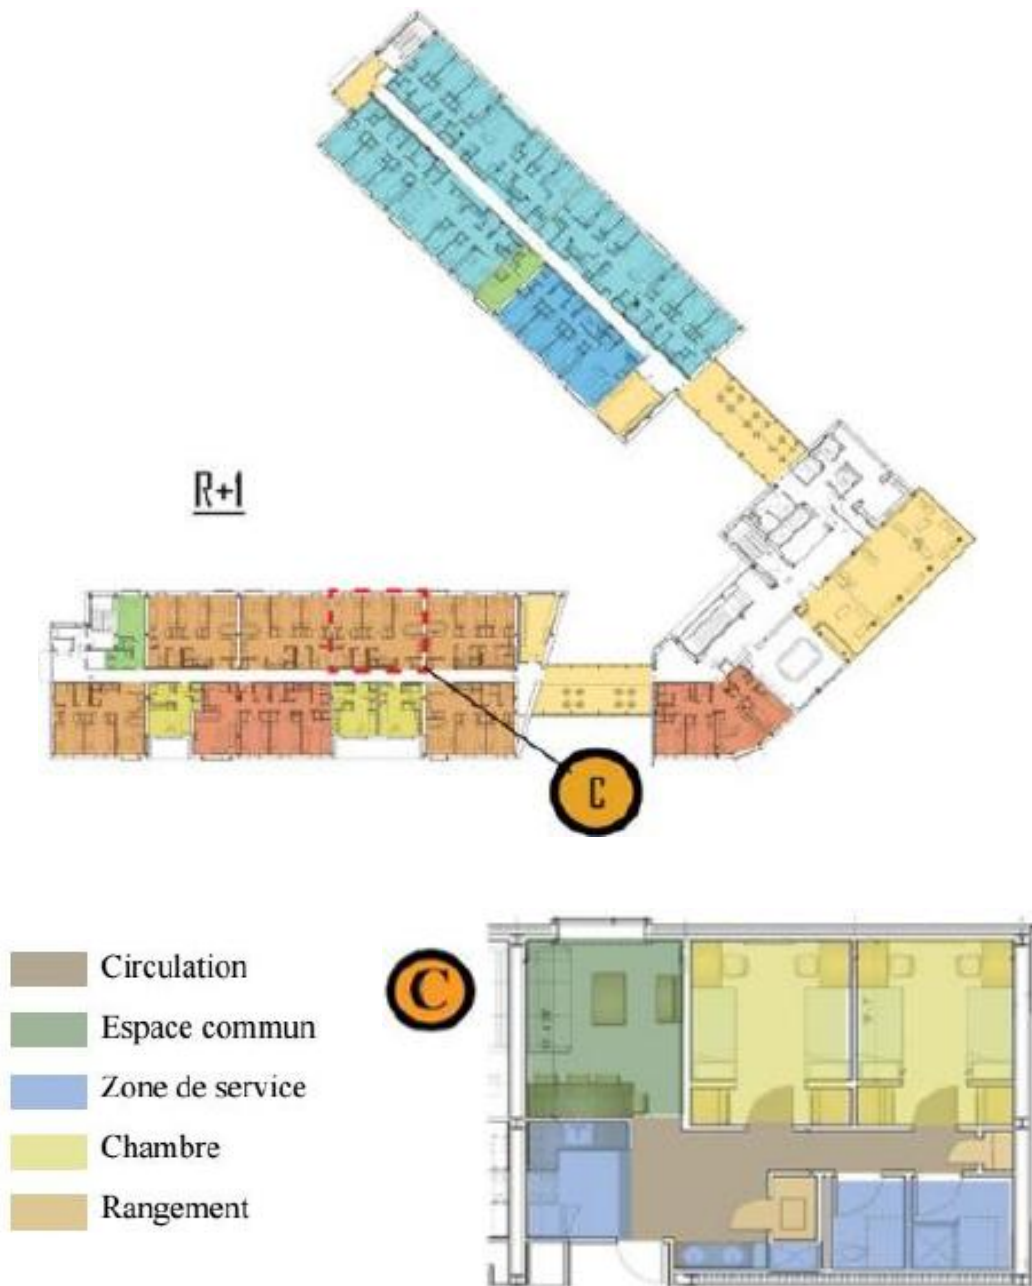 R+1
C
Circulation
C
Espace commun
Zone de service
Chambre
Rangement